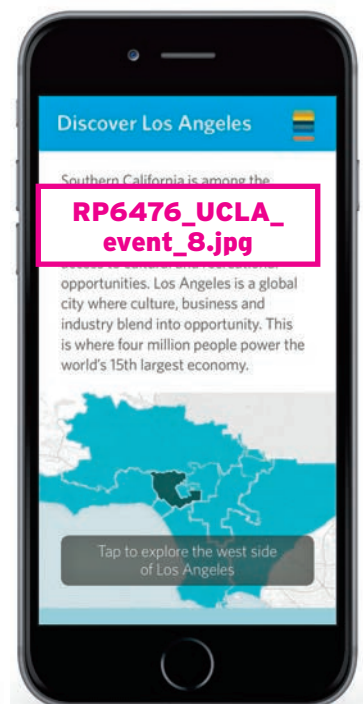 Discover Los Angeles
Southern California is among the
RP6476_UCLA_
event_8.jpg
opportunities. Los Angeles is a global
city where culture, business and
industry blend into opportunity. This
is where four million people power the
world's 15th largest economy.
Tap to explore the west side
of Los Angeles